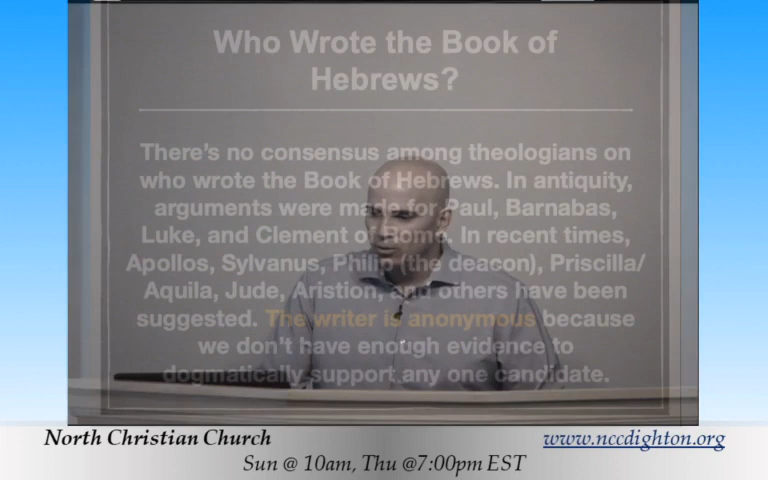 Who Wrote the Book of
Hebrews?
There's no consensus among theologians on
who wrote the Book of Hebrews. In antiquity,
arguments were made for Paul, Barnabas,
Luke, and Clement of Rome. In recent times,
Apollos, Sylvanus, Philip (the deacon), Priscilla/
Aquila, Jude, Aristion, and others have been
suggested. The writer is anonymous because
we don't have enough evidence to
dogmatically support any one candidate.
North Christian Church
www.nccdighton.org
Sun @ 10am, Thu @7:00pm EST